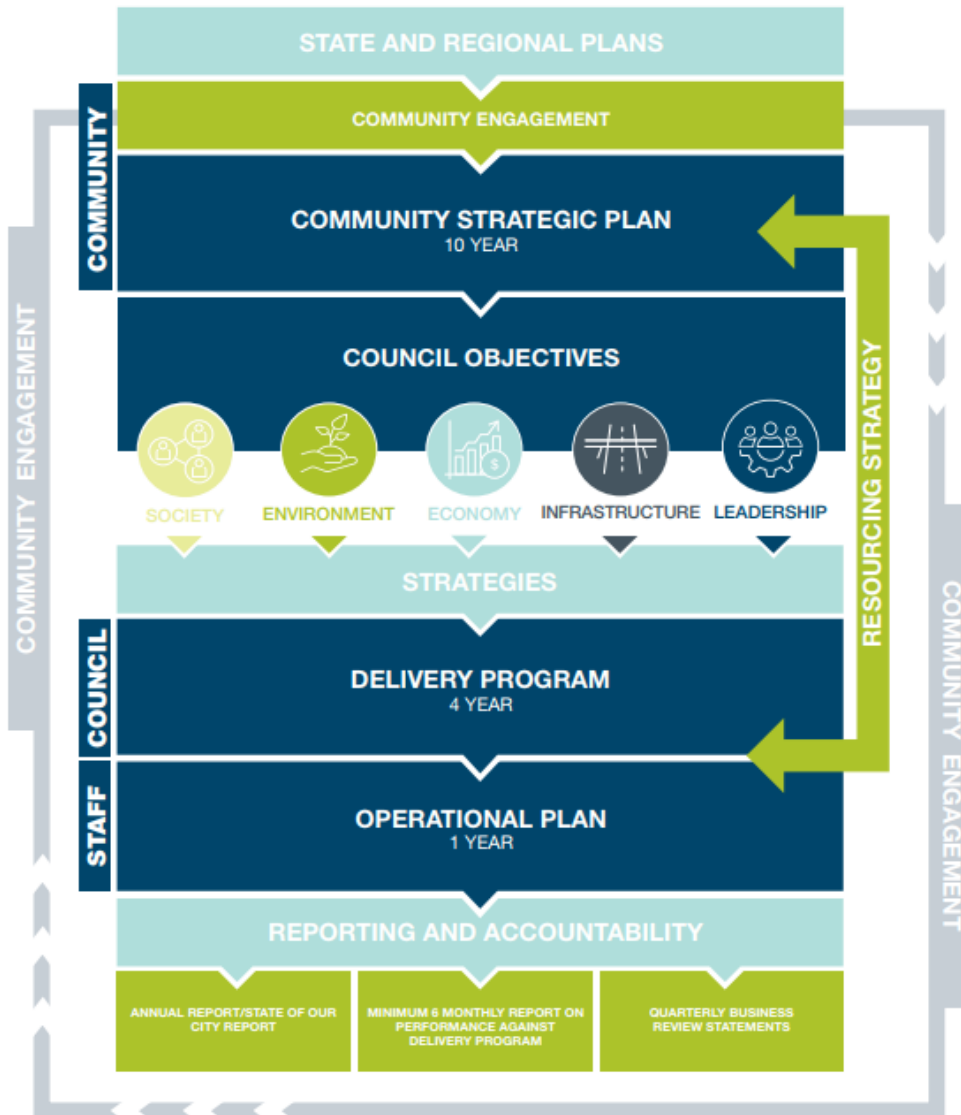 STATE AND REGIONAL PLANS
COMMUNITY
COMMUNITY ENGAGEMENT
COMMUNITY STRATEGIC PLAN
10 YEAR
COUNCIL OBJECTIVES
COMMUNITY ENGAGEMENT
RESOURCING STRATEGY
SOCIETY
ENVIRONMENT
ECONOMY
INFRASTRUCTURE
LEADERSHIP
STRATEGIES
COUNCIL
DELIVERY PROGRAM
4 YEAR
COMMUNITY ENGAGEMENT
STAFF
OPERATIONAL PLAN
1 YEAR
REPORTING AND ACCOUNTABILITY
ANNUAL REPORT/STATE OF OUR
CITY REPORT
MINIMUM 6 MONTHLY REPORT ON
PERFORMANCE AGAINST
DELIVERY PROGRAM
QUARTERLY BUSINESS
REVIEW STATEMENTS
$